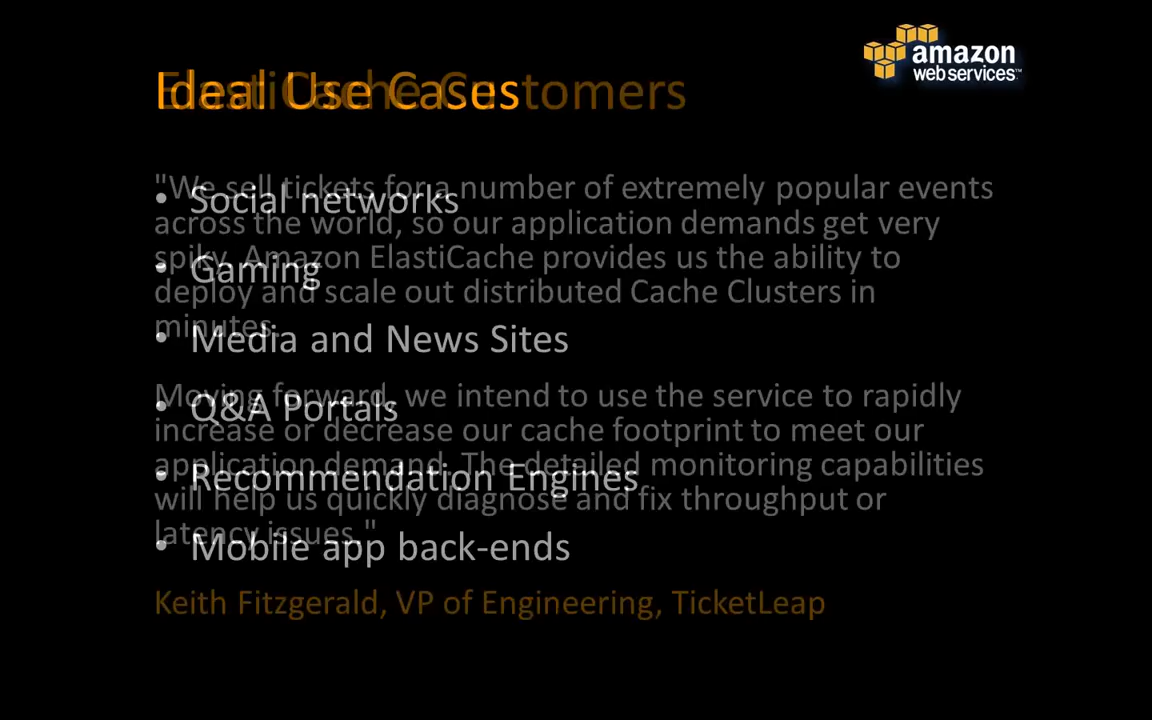 amazon
web services™
Ideal Use Cases
ElastiCache Customers
• Social networks
• Gaming
• Media and News Sites
• Q&A Portals
• Recommendation Engines
• Mobile app back-ends
"We sell tickets for a number of extremely popular events
across the world, so our application demands get very
spiky. Amazon ElastiCache provides us the ability to
deploy and scale out distributed Cache Clusters in
minutes.
Moving forward, we intend to use the service to rapidly
increase or decrease our cache footprint to meet our
application demand. The detailed monitoring capabilities
will help us quickly diagnose and fix throughput or
latency issues."
Keith Fitzgerald, VP of Engineering, TicketLeap